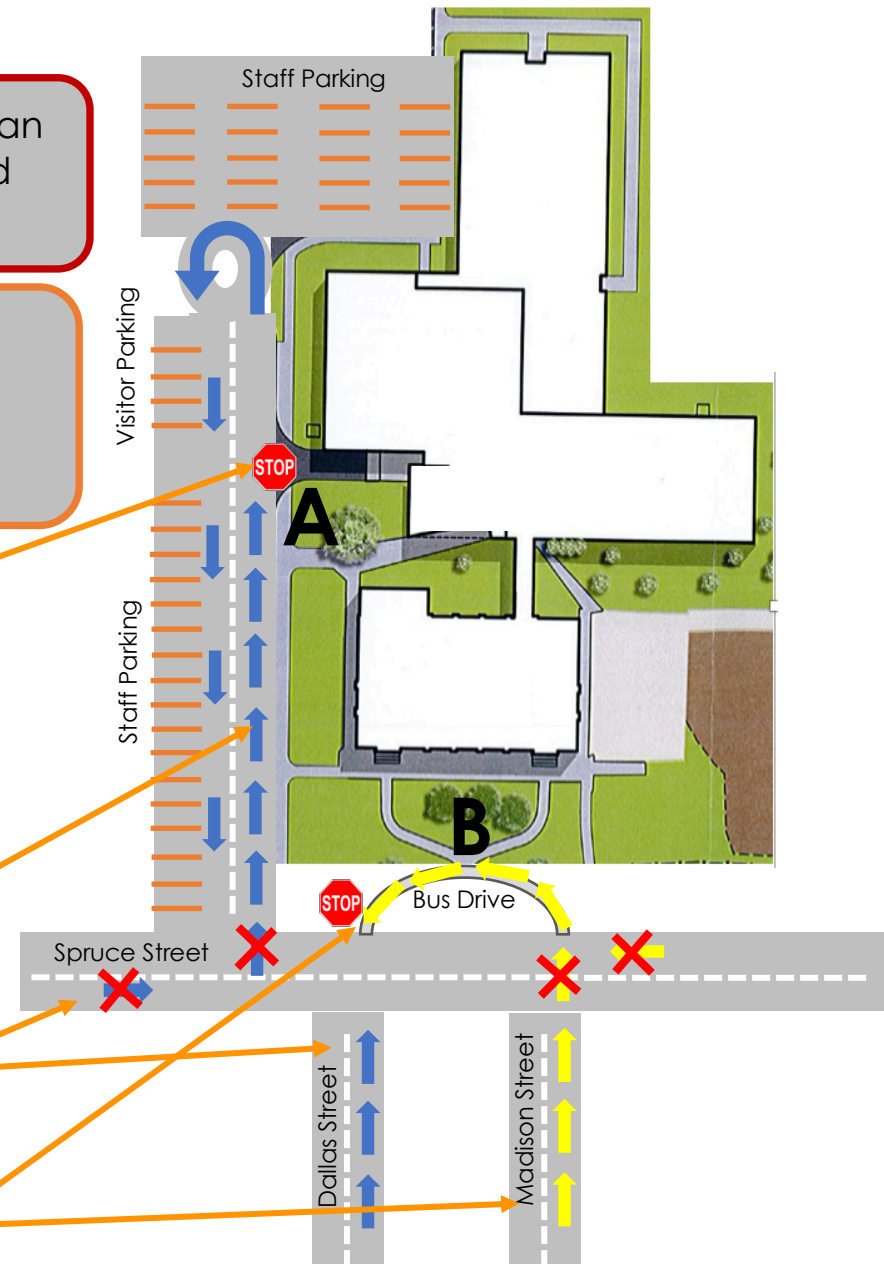 Staff Parking
an
d
Visitor Parking
STOP
A
Staff Parking
B
STOP
Bus Drive
Spruce Street
Dallas Street
Madison Street